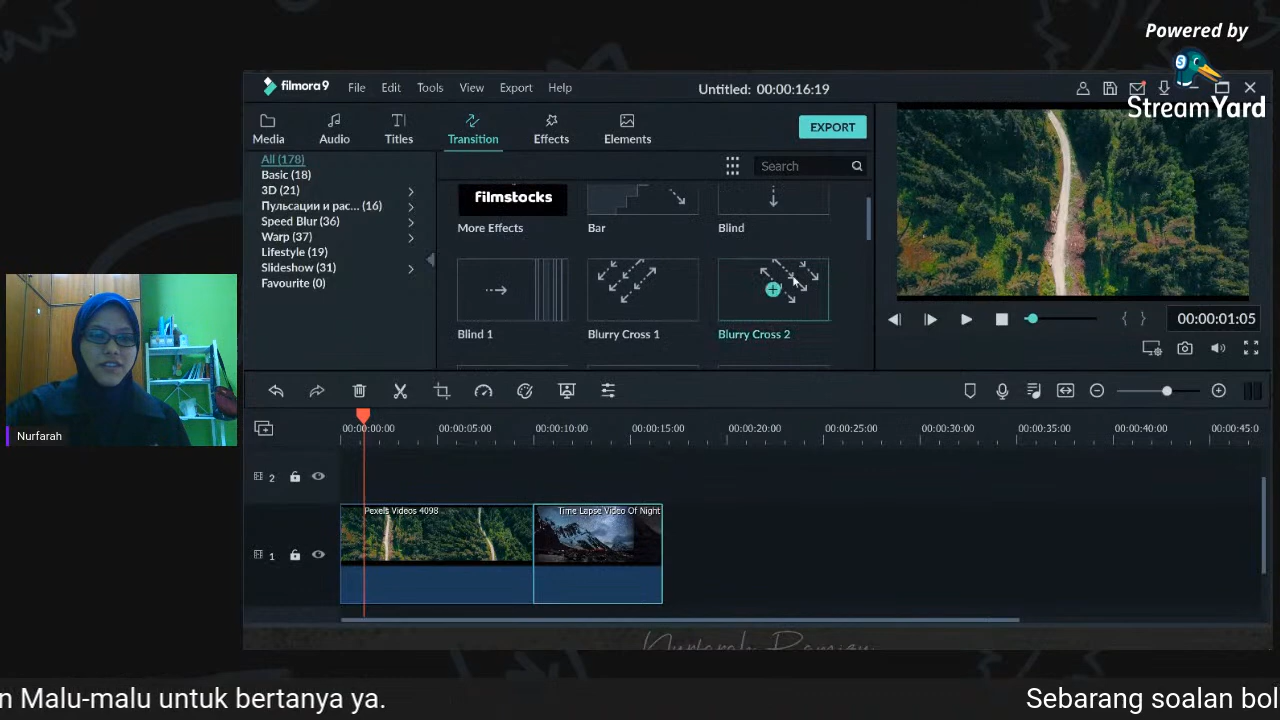 Powered by
StreamYard
filmora9
File Edit Tools View Export Help
Untitled: 00:00:16:19
Media Audio Titles Transition Effects Elements
EXPORT
All (178)
Basic (18)
3D (21)
Пульсации и рас... (16)
Speed Blur (36)
Warp (37)
Lifestyle (19)
Slideshow (31)
Favourite (0)
Search
filmstocks
More Effects Bar Blind
Blind 1 Blurry Cross 1 Blurry Cross 2
00:00:01:05
Nurfarah
00:00:00:00 00:00:05:00 00:00:10:00 00:00:15:00 00:00:20:00 00:00:25:00 00:00:30:00 00:00:35:00 00:00:40:00 00:00:45:0
2
Pexels Videos 4098 Time Lapse Video Of Night
1
n Malu-malu untuk bertanya ya. Sebarang soalan bol